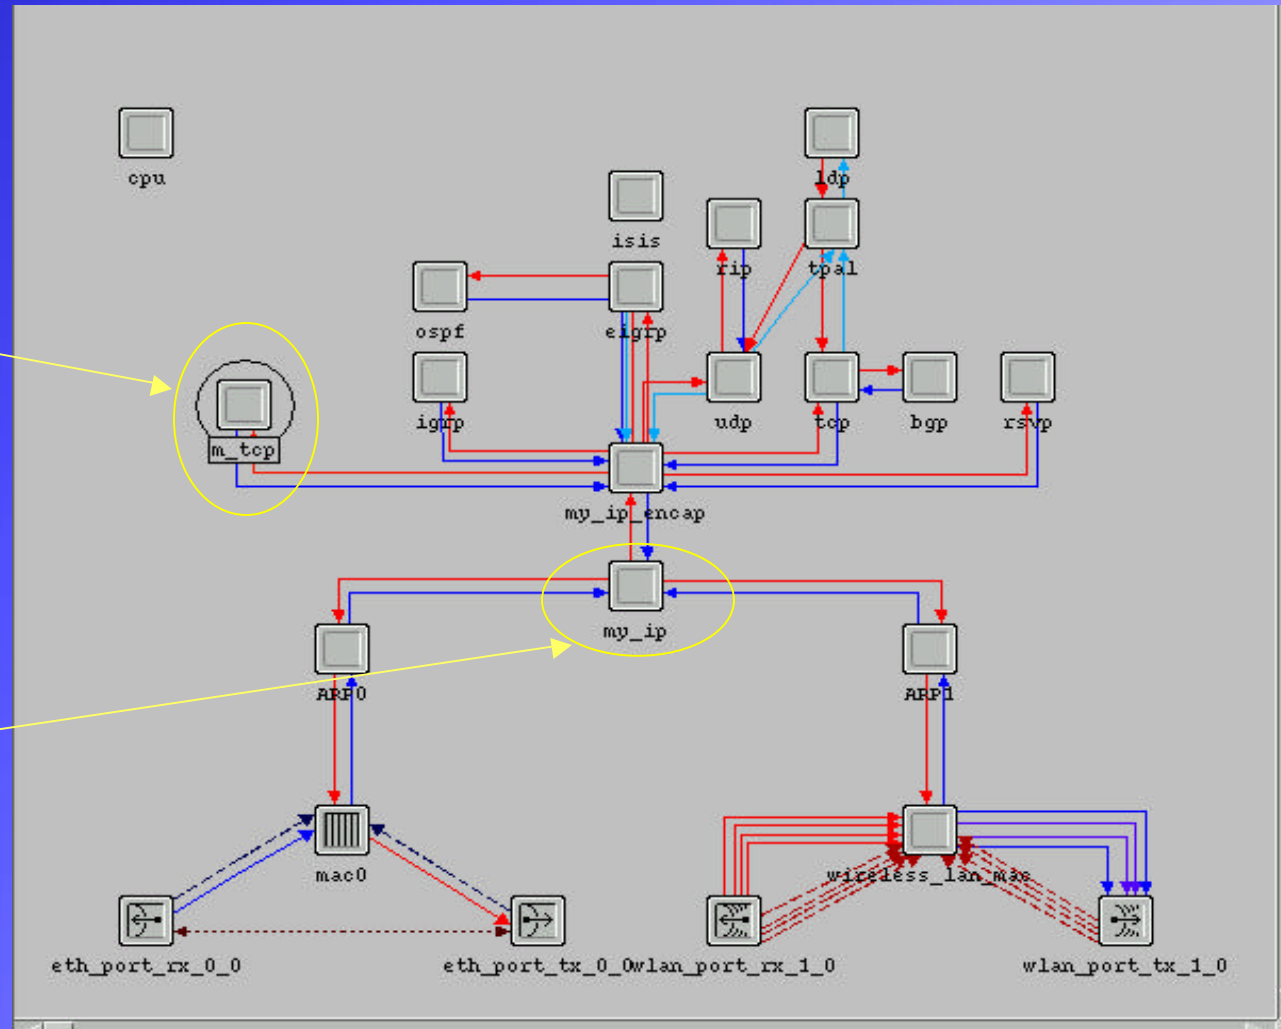 cpu
ldp
isis
rip
tpal
ospf
eigrp
igrp
udp
tcp
bgp
rsvp
m_tcp
my_ip_encap
my_ip
ARP0
ARP1
mac0
wireless_lan_mac
eth_port_rx_0_0
eth_port_tx_0_0
wlan_port_rx_1_0
wlan_port_tx_1_0